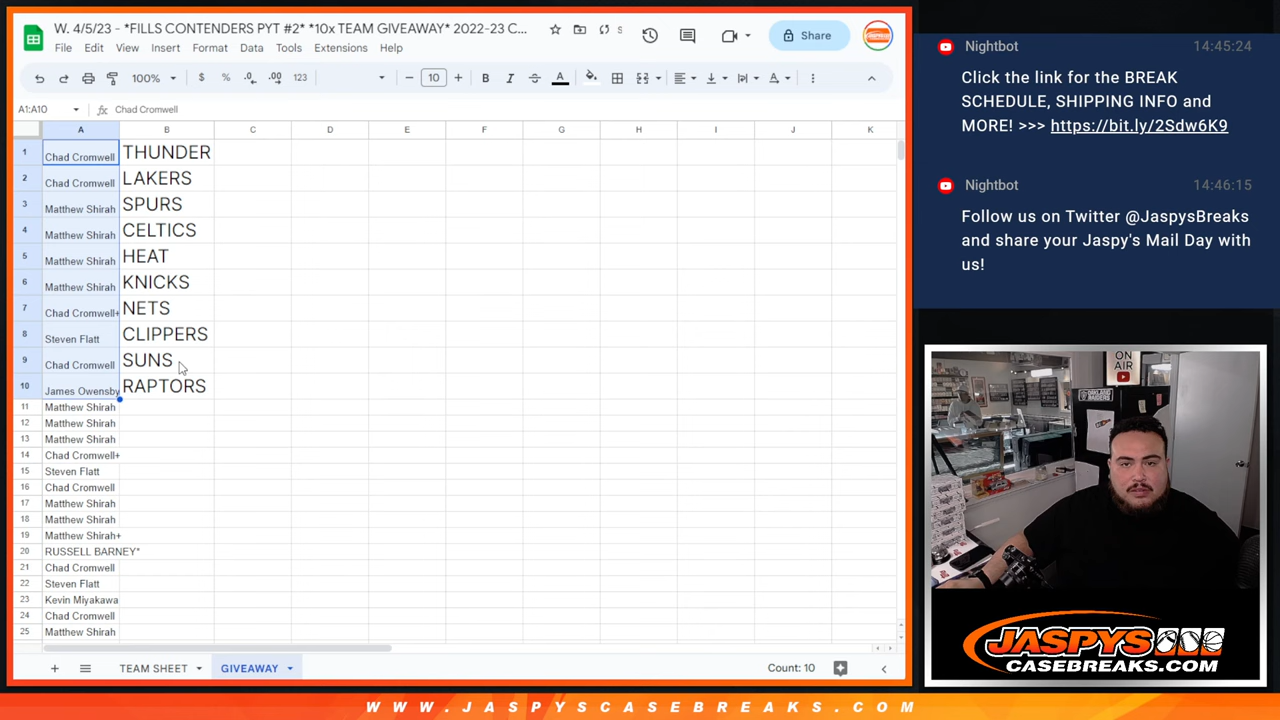 W. 4/5/23 - *FILLS CONTENDERS PYT #2* *10x TEAM GIVEAWAY* 2022-23 C...
File Edit View Insert Format Data Tools Extensions Help
Share
100% $ % .0 .00 123 10 B I A
A1:A10 fx Chad Cromwell
A B C D E F G H I J K
1 Chad Cromwell THUNDER
2 Chad Cromwell LAKERS
3 Matthew Shirah SPURS
4 Matthew Shirah CELTICS
5 Matthew Shirah HEAT
6 Matthew Shirah KNICKS
7 Chad Cromwell+ NETS
8 Steven Flatt CLIPPERS
9 Chad Cromwell SUNS
10 James Owensby RAPTORS
11 Matthew Shirah
12 Matthew Shirah
13 Matthew Shirah
14 Chad Cromwell+
15 Steven Flatt
16 Chad Cromwell
17 Matthew Shirah
18 Matthew Shirah
19 Matthew Shirah+
20 RUSSELL BARNEY*
21 Chad Cromwell
22 Steven Flatt
23 Kevin Miyakawa
24 Chad Cromwell
25 Matthew Shirah
TEAM SHEET GIVEAWAY Count: 10
Nightbot 14:45:24
Click the link for the BREAK
SCHEDULE, SHIPPING INFO and
MORE! >>> https://bit.ly/2Sdw6K9
Nightbot 14:46:15
Follow us on Twitter @JaspysBreaks
and share your Jaspy's Mail Day with
us!
ON
AIR
JASPYS
CASEBREAKS.COM
WWW.JASPYSCASEBREAKS.COM